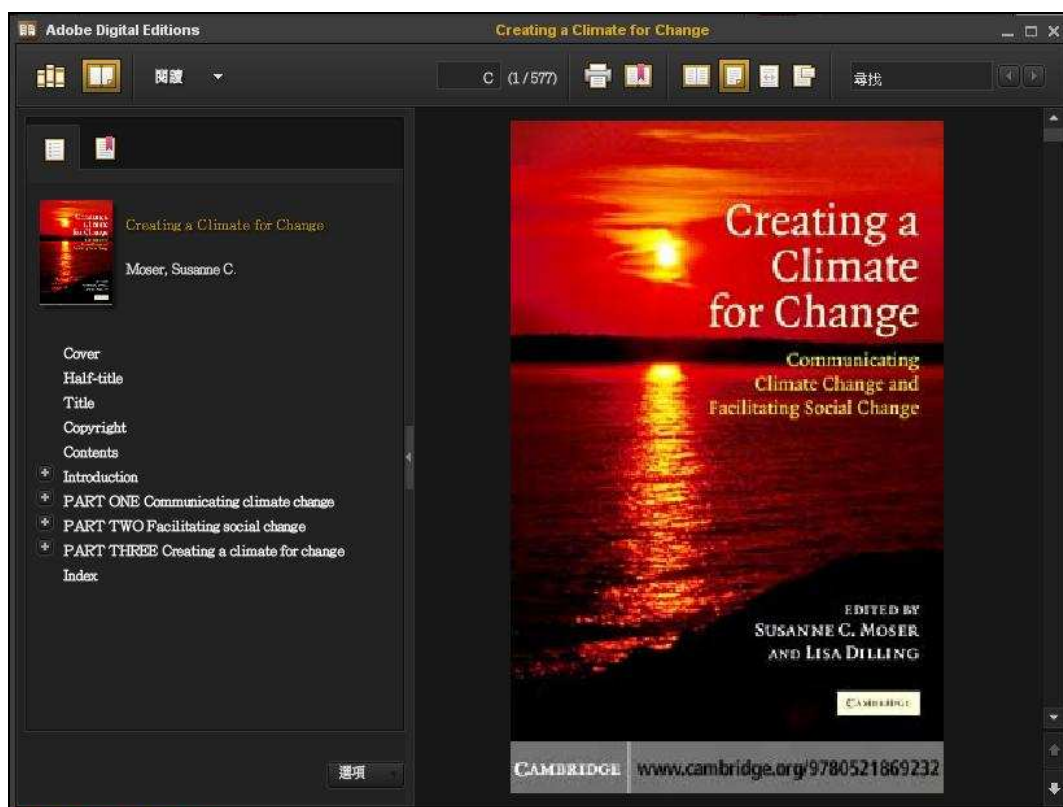 Adobe Digital Editions
Creating a Climate for Change
閱讀
C (1/577)
尋找
Creating a Climate for Change
Moser, Susanne C.
Cover
Half-title
Title
Copyright
Contents
Introduction
PART ONE Communicating climate change
PART TWO Facilitating social change
PART THREE Creating a climate for change
Index
選項
Creating a
Climate
for Change
Communicating
Climate Change and
Facilitating Social Change
EDITED BY
SUSANNE C. MOSER
AND LISA DILLING
CAMBRIDGE
CAMBRIDGE www.cambridge.org/9780521869232